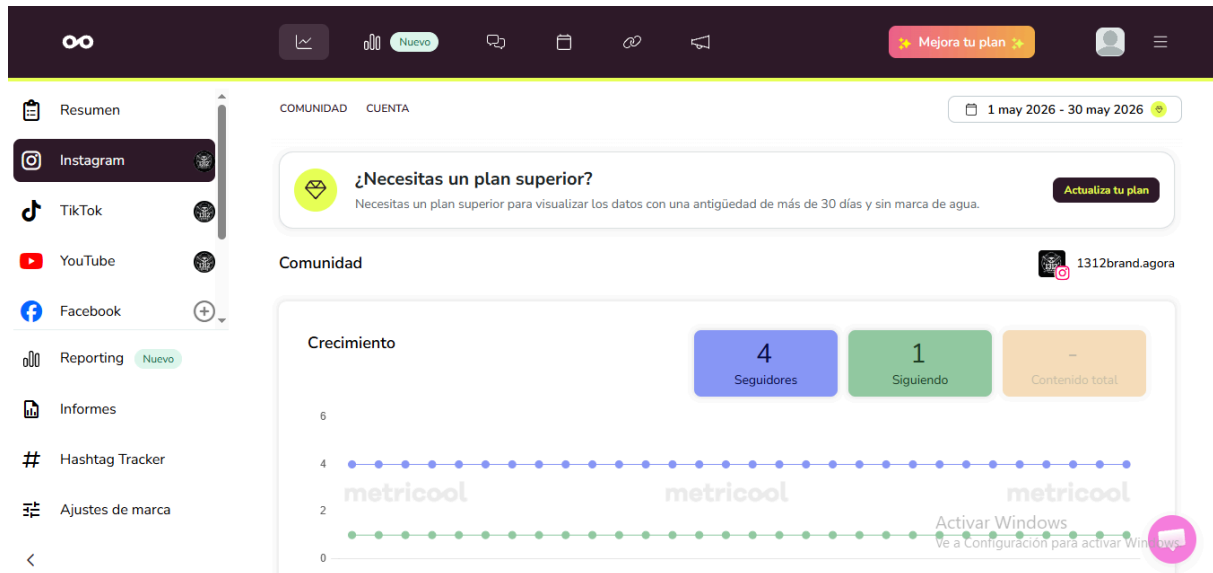 Nuevo
✨ Mejora tu plan ✨
Resumen
Instagram
TikTok
YouTube
Facebook
Reporting Nuevo
Informes
Hashtag Tracker
Ajustes de marca
COMUNIDAD CUENTA
1 may 2026 - 30 may 2026
¿Necesitas un plan superior?
Necesitas un plan superior para visualizar los datos con una antigüedad de más de 30 días y sin marca de agua.
Actualiza tu plan
Comunidad
1312brand.agora
Crecimiento
4
Seguidores
1
Siguiendo
-
Contenido total
6
4
2
0
metricool metricool metricool
Activar Windows
Ve a Configuración para activar Windows.